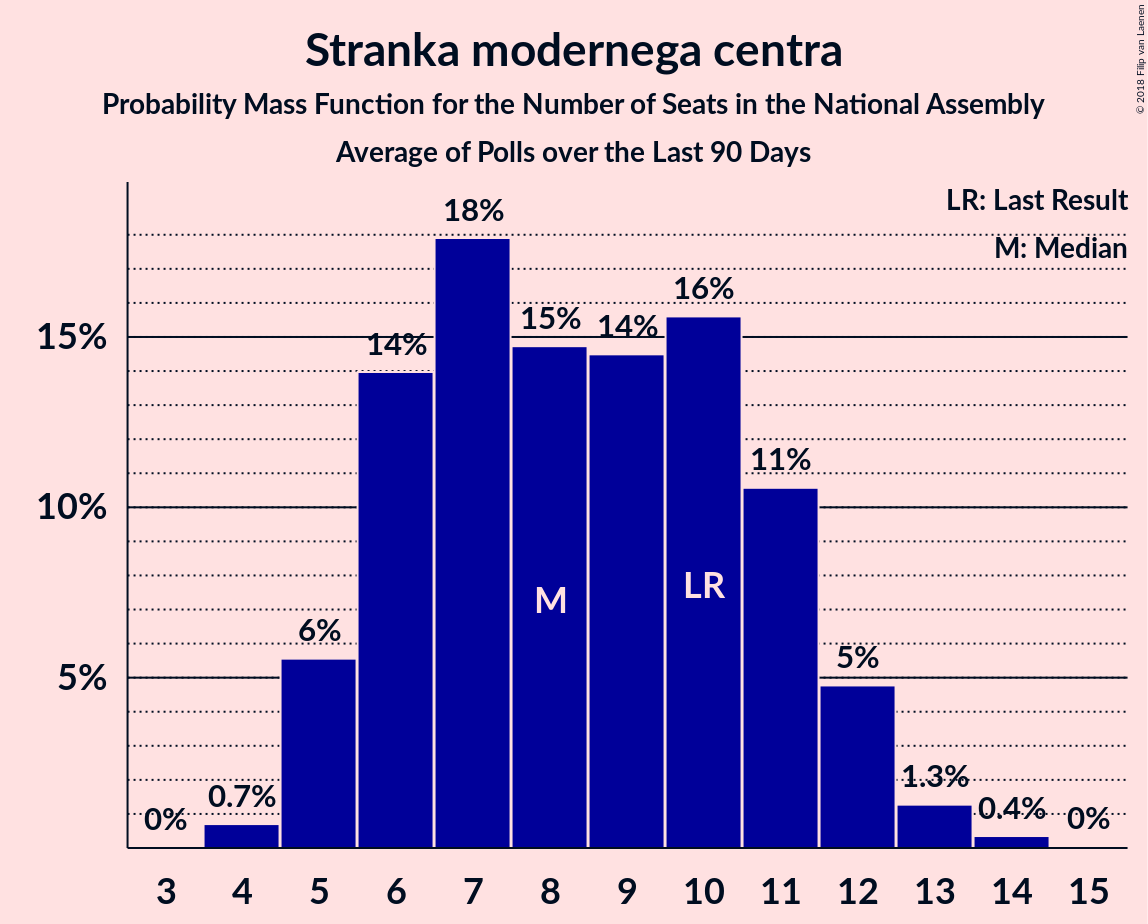 Stranka modernega centra
Probability Mass Function for the Number of Seats in the National Assembly
Average of Polls over the Last 90 Days
© 2018 Filip van Laenen
LR: Last Result
M: Median
15%
10%
5%
0%
0.7%
6%
14%
18%
15%
14%
16%
11%
5%
1.3%
0.4%
0%
M
LR
3 4 5 6 7 8 9 10 11 12 13 14 15